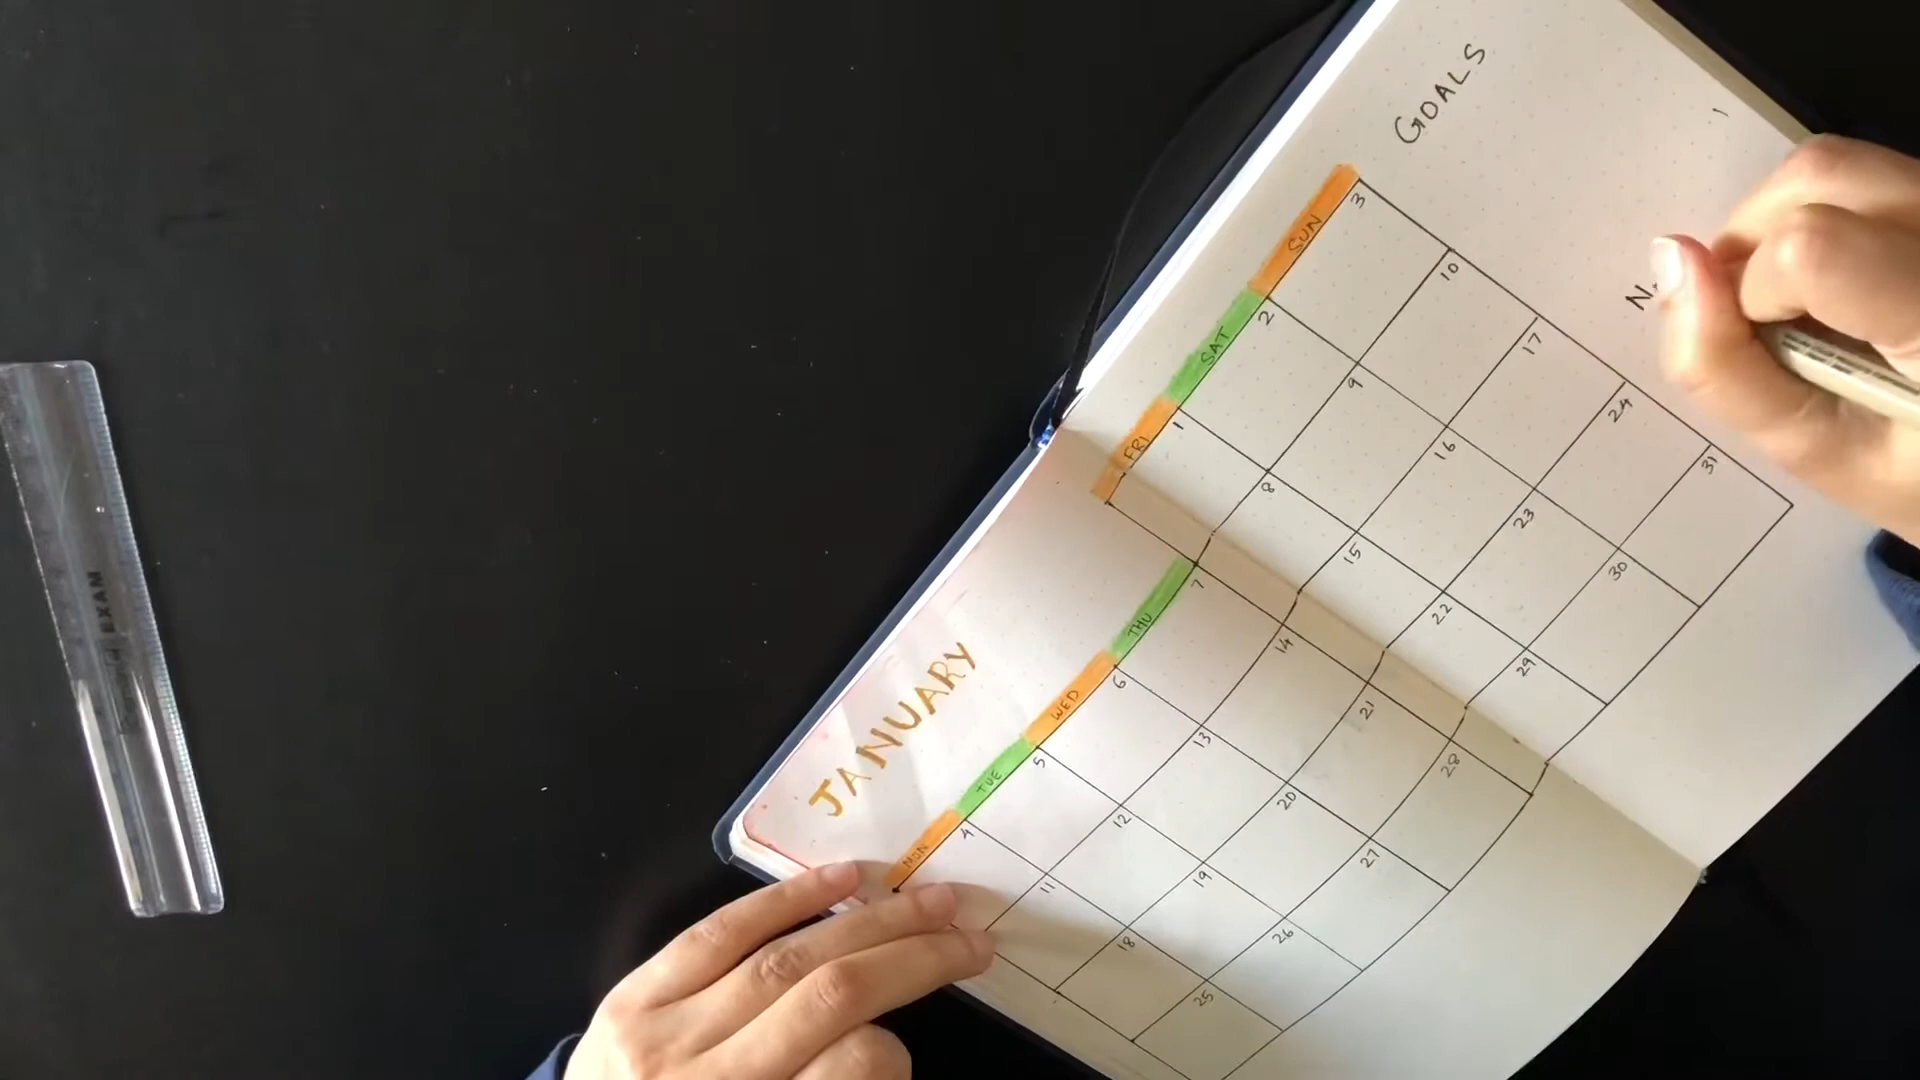 JANUARY
MON TUE WED THU FRI SAT SUN
1 2 3
4 5 6 7 8 9 10
11 12 13 14 15 16 17
18 19 20 21 22 23 24
25 26 27 28 29 30 31
GOALS
EXAM